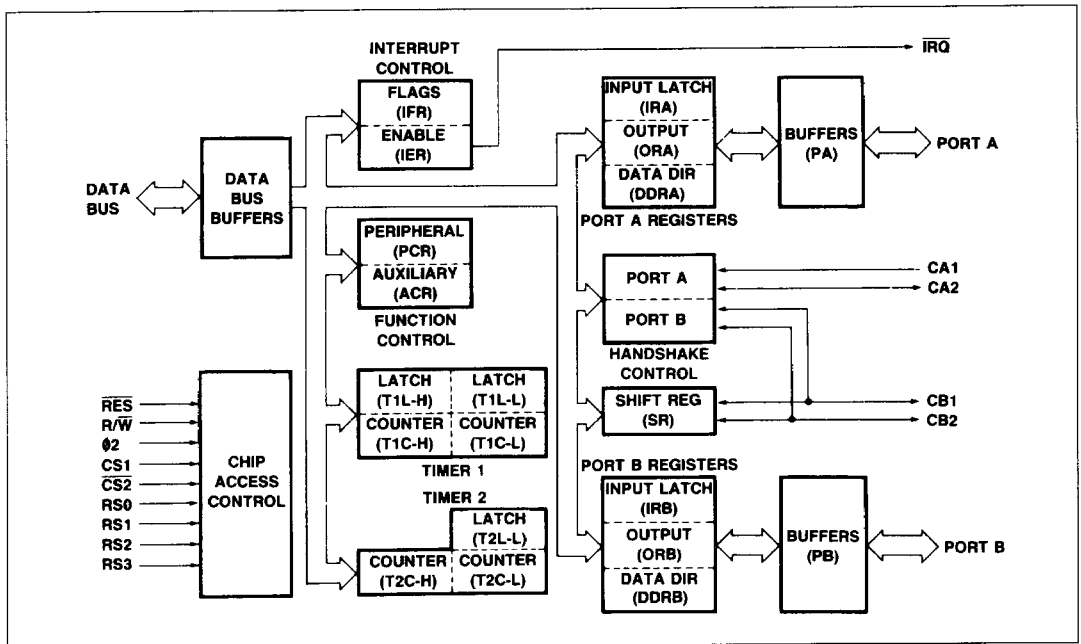 INTERRUPT
CONTROL
FLAGS
(IFR)
ENABLE
(IER)
IRQ
DATA
BUS
DATA
BUS
BUFFERS
PERIPHERAL
(PCR)
AUXILIARY
(ACR)
FUNCTION
CONTROL
INPUT LATCH
(IRA)
OUTPUT
(ORA)
DATA DIR
(DDRA)
PORT A REGISTERS
BUFFERS
(PA)
PORT A
PORT A
PORT B
HANDSHAKE
CONTROL
CA1
CA2
SHIFT REG
(SR)
CB1
CB2
RES
R/W
Φ2
CS1
CS2
RS0
RS1
RS2
RS3
CHIP
ACCESS
CONTROL
LATCH
(T1L-H)
LATCH
(T1L-L)
COUNTER
(T1C-H)
COUNTER
(T1C-L)
TIMER 1
TIMER 2
LATCH
(T2L-L)
COUNTER
(T2C-H)
COUNTER
(T2C-L)
PORT B REGISTERS
INPUT LATCH
(IRB)
OUTPUT
(ORB)
DATA DIR
(DDRB)
BUFFERS
(PB)
PORT B